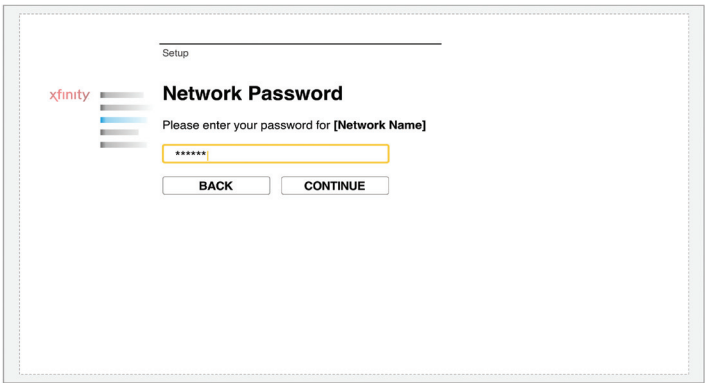 Setup
xfinity
Network Password
Please enter your password for [Network Name]
******
BACK CONTINUE